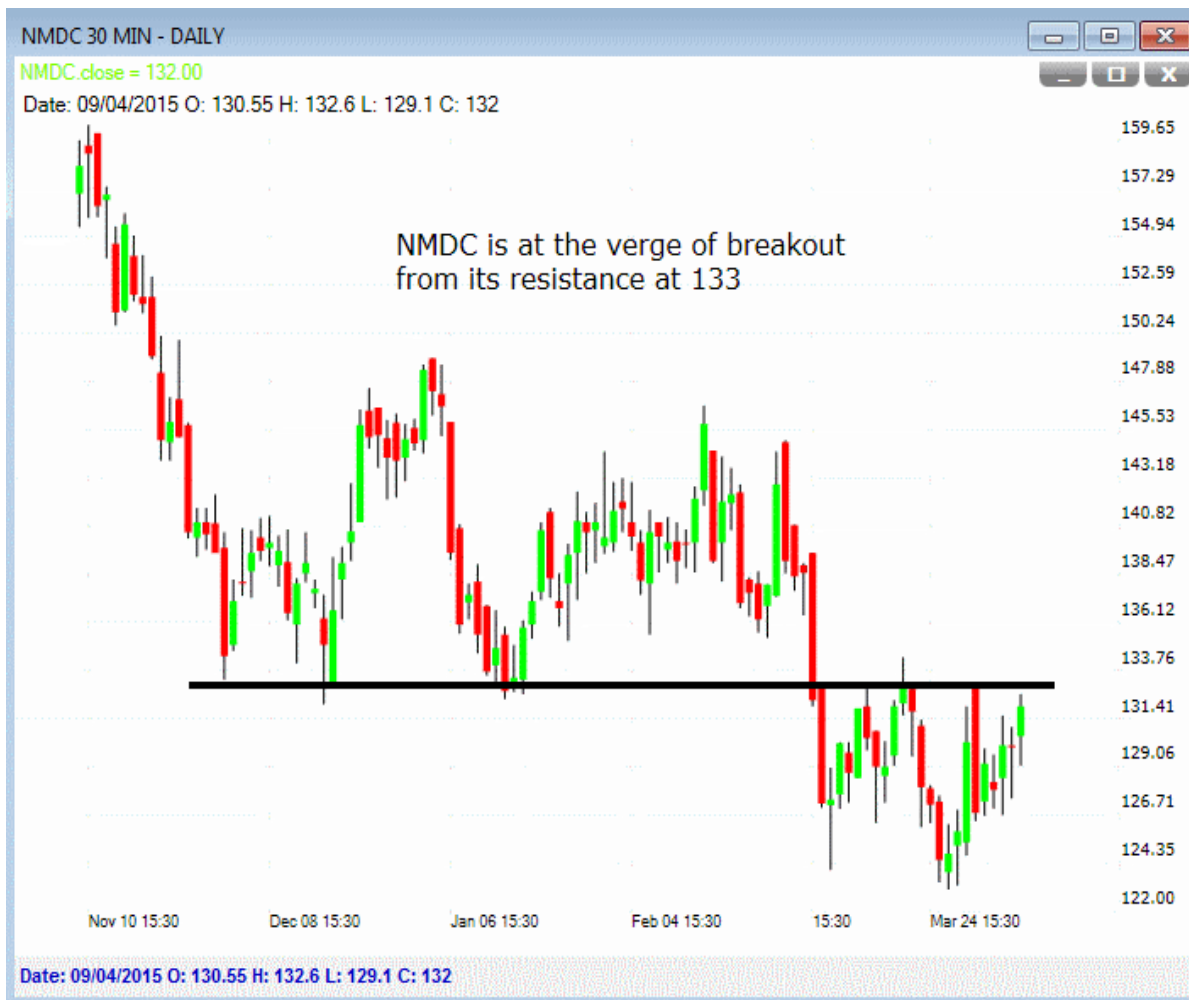 NMDC 30 MIN - DAILY
NMDC.close = 132.00
Date: 09/04/2015 O: 130.55 H: 132.6 L: 129.1 C: 132
159.65
157.29
154.94
NMDC is at the verge of breakout
from its resistance at 133
152.59
150.24
147.88
145.53
143.18
140.82
138.47
136.12
133.76
131.41
129.06
126.71
124.35
122.00
Nov 10 15:30 Dec 08 15:30 Jan 06 15:30 Feb 04 15:30 15:30 Mar 24 15:30
Date: 09/04/2015 O: 130.55 H: 132.6 L: 129.1 C: 132